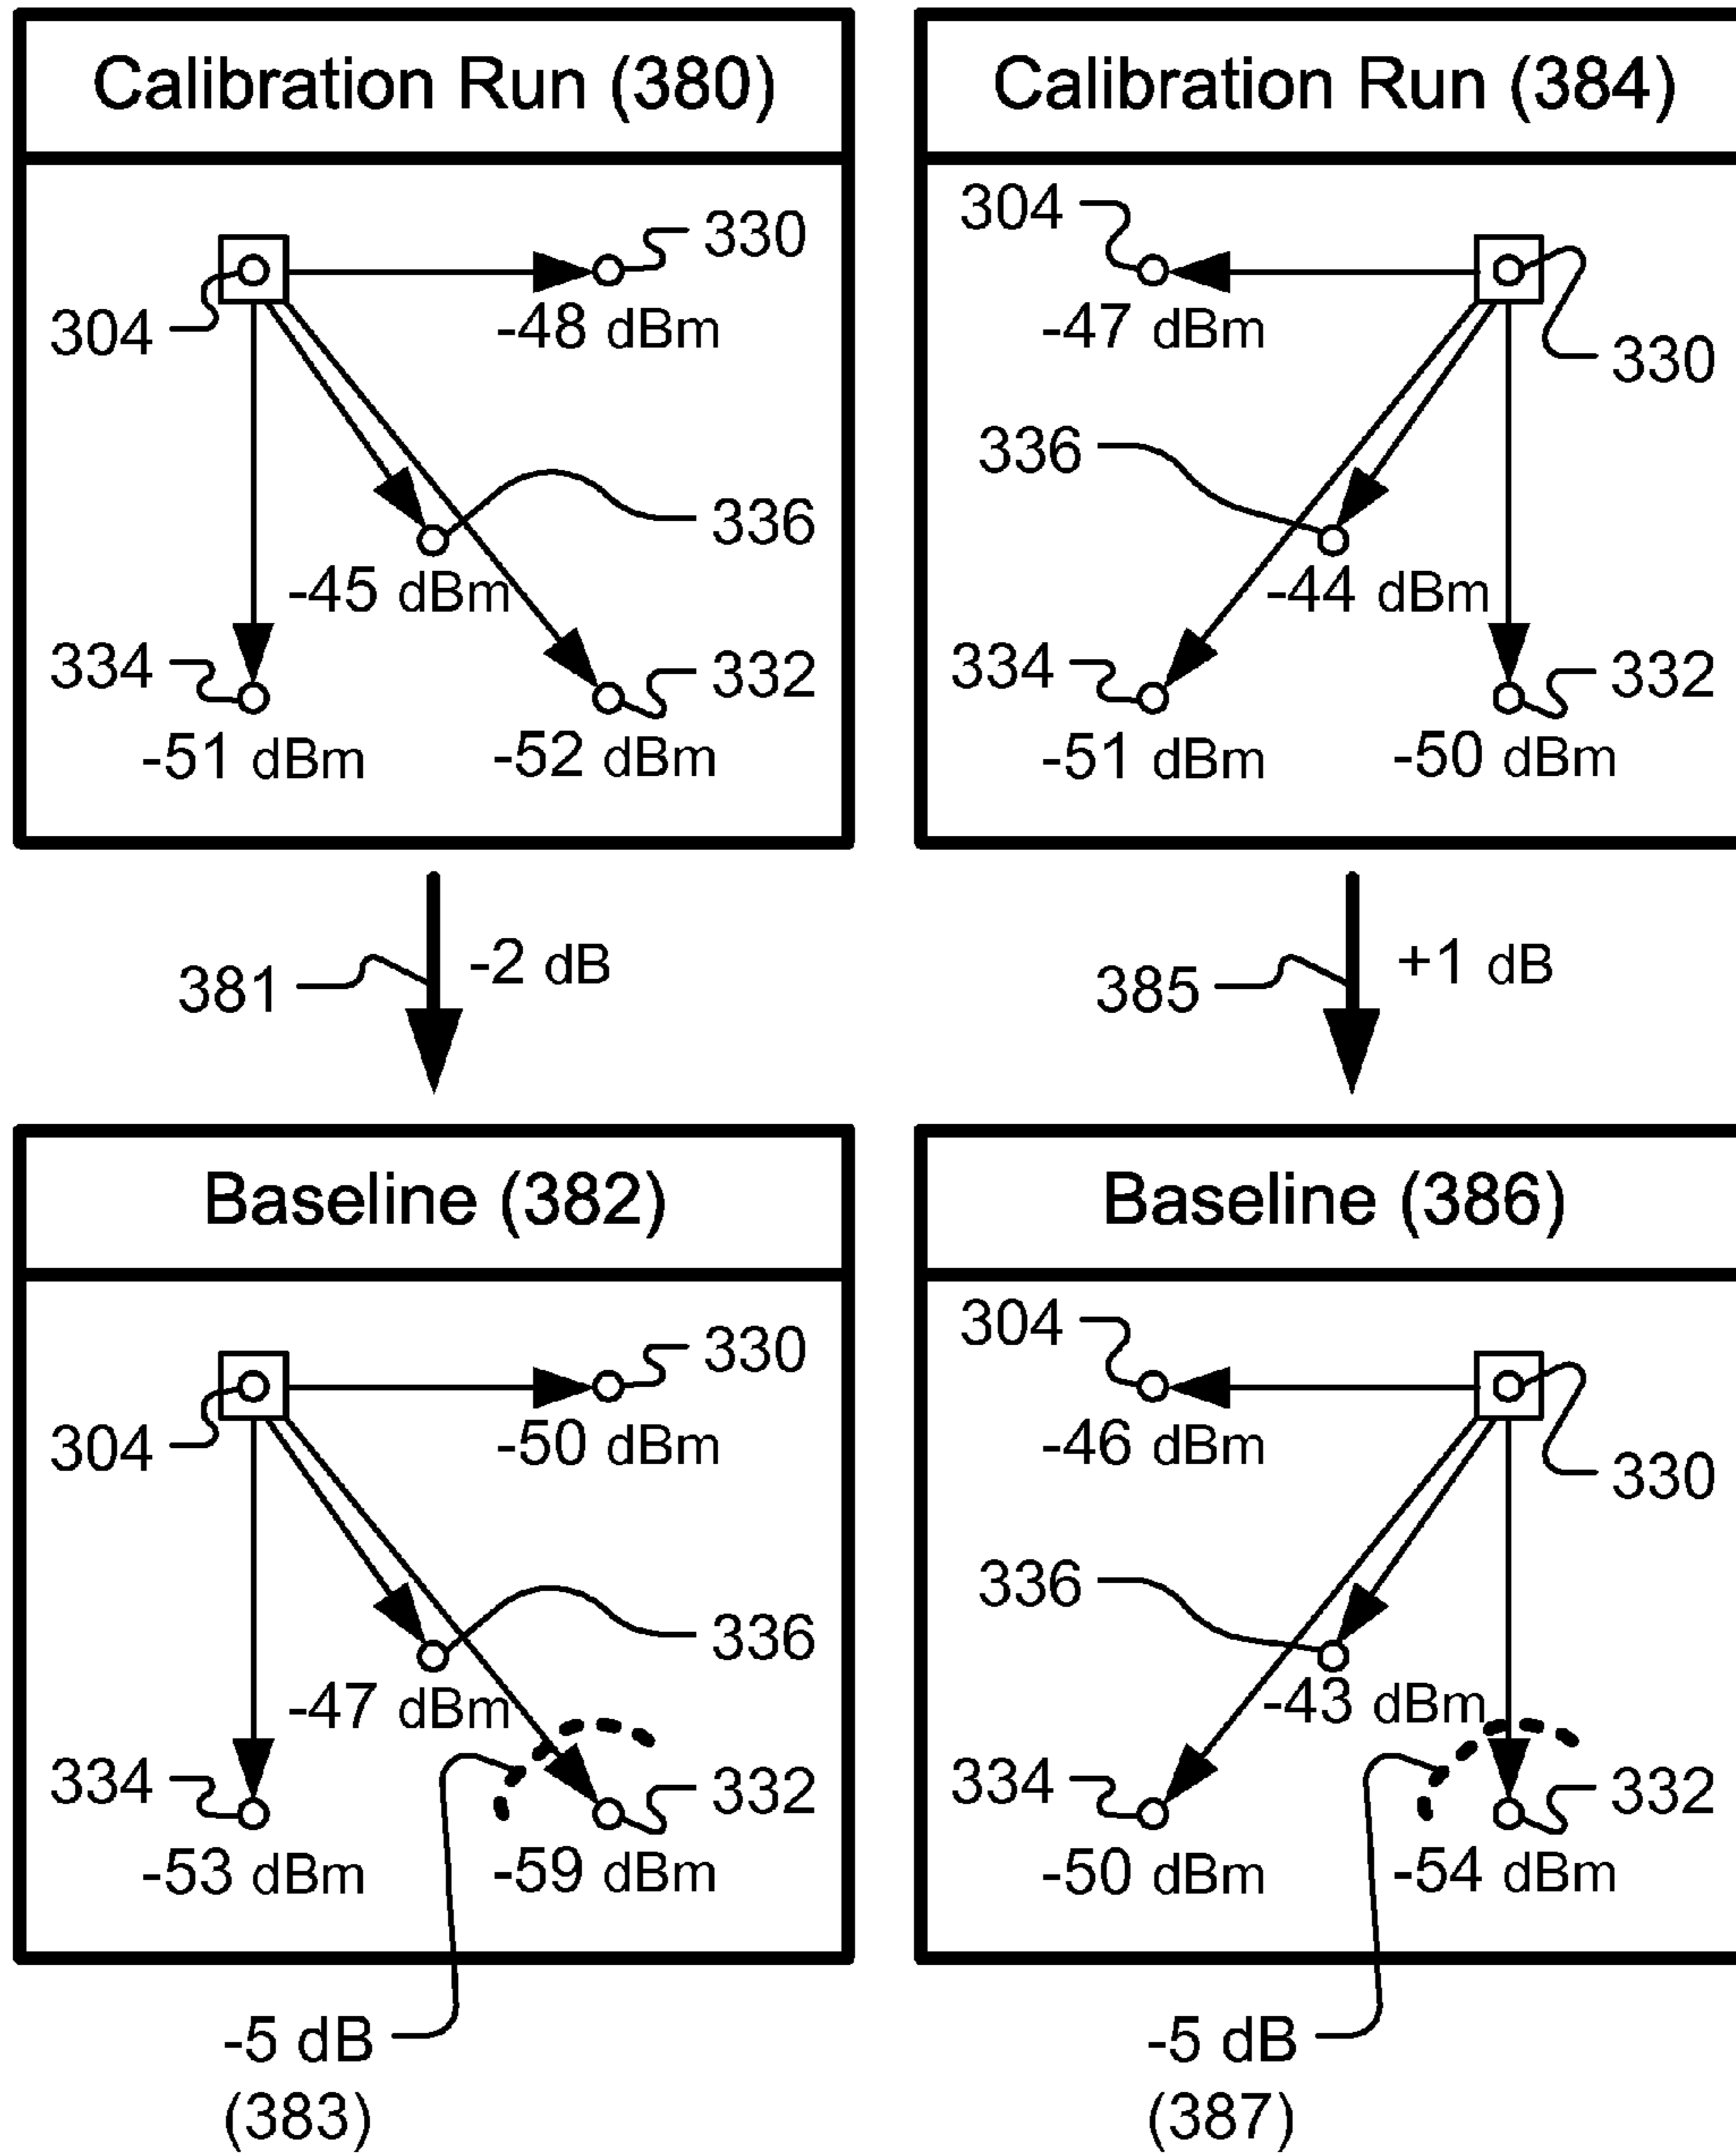 Calibration Run (380)
304
330
-48 dBm
336
-45 dBm
334
332
-51 dBm
-52 dBm
Calibration Run (384)
304
-47 dBm
330
336
-44 dBm
334
332
-51 dBm
-50 dBm
381
-2 dB
385
+1 dB
Baseline (382)
330
304
-50 dBm
336
-47 dBm
334
332
-53 dBm
-59 dBm
-5 dB
(383)
Baseline (386)
304
-46 dBm
330
336
-43 dBm
334
332
-50 dBm
-54 dBm
-5 dB
(387)